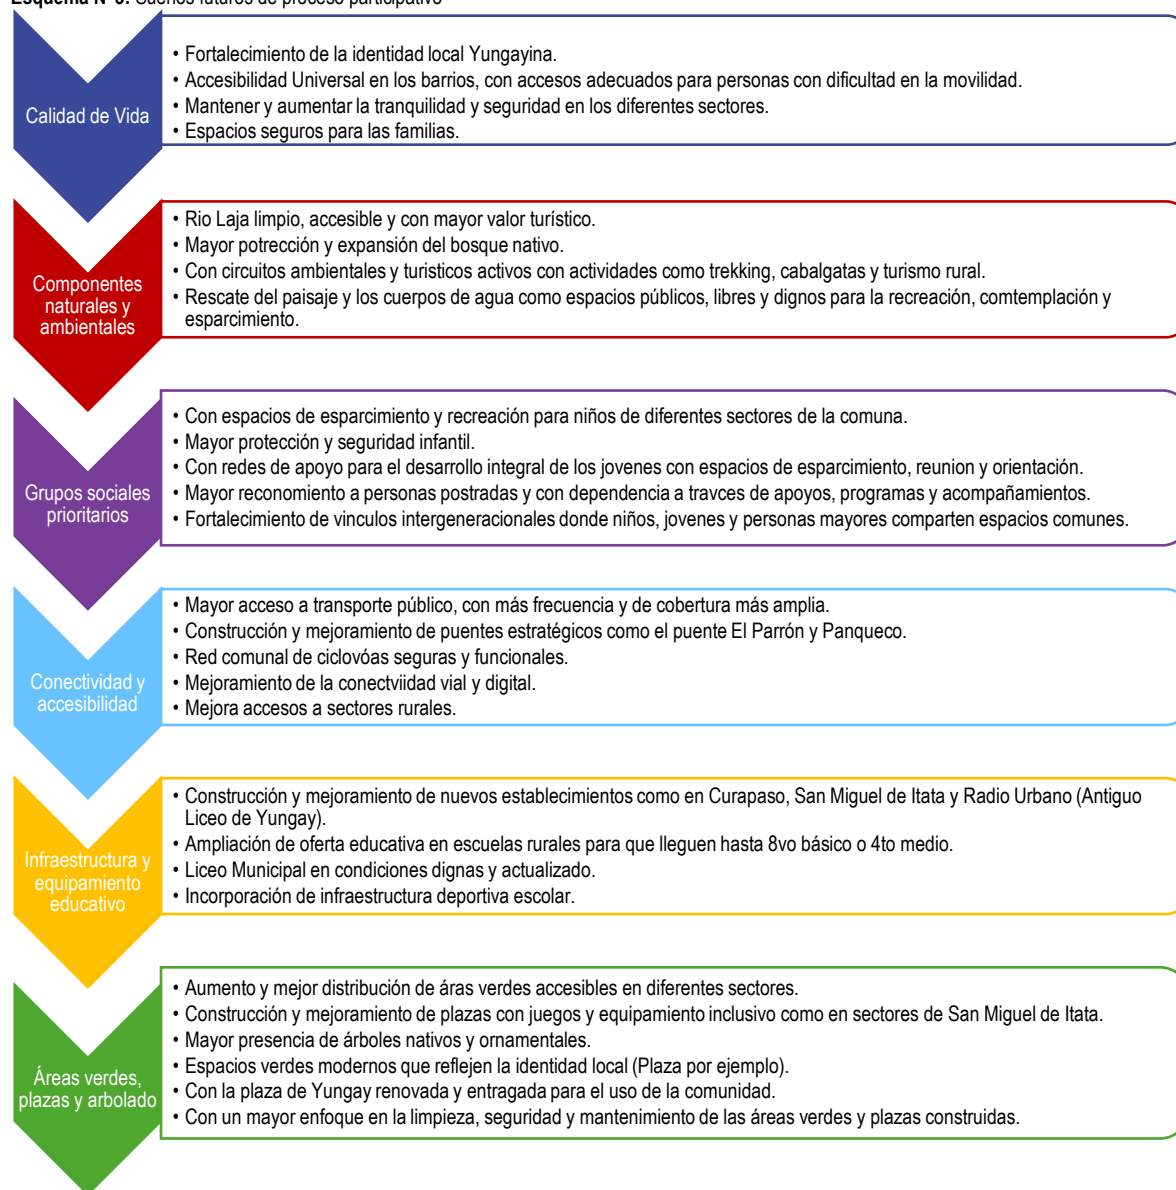 Esquema N°3: Sueños futuros de proceso participativo
Calidad de Vida
• Fortalecimiento de la identidad local Yungayina.
• Accesibilidad Universal en los barrios, con accesos adecuados para personas con dificultad en la movilidad.
• Mantener y aumentar la tranquilidad y seguridad en los diferentes sectores.
• Espacios seguros para las familias.
Componentes
naturales y
ambientales
• Rio Laja limpio, accesible y con mayor valor turístico.
• Mayor potrección y expansión del bosque nativo.
• Con circuitos ambientales y turisticos activos con actividades como trekking, cabalgatas y turismo rural.
• Rescate del paisaje y los cuerpos de agua como espacios públicos, libres y dignos para la recreación, comtemplación y
esparcimiento.
Grupos sociales
prioritarios
• Con espacios de esparcimiento y recreación para niños de diferentes sectores de la comuna.
• Mayor protección y seguridad infantil.
• Con redes de apoyo para el desarrollo integral de los jovenes con espacios de esparcimiento, reunion y orientación.
• Mayor reconomiento a personas postradas y con dependencia a travces de apoyos, programas y acompañamientos.
• Fortalecimiento de vinculos intergeneracionales donde niños, jovenes y personas mayores comparten espacios comunes.
Conectividad y
accesibilidad
• Mayor acceso a transporte público, con más frecuencia y de cobertura más amplia.
• Construcción y mejoramiento de puentes estratégicos como el puente El Parrón y Panqueco.
• Red comunal de ciclovóas seguras y funcionales.
• Mejoramiento de la conectviidad vial y digital.
• Mejora accesos a sectores rurales.
Infraestructura y
equipamiento
educativo
• Construcción y mejoramiento de nuevos establecimientos como en Curapaso, San Miguel de Itata y Radio Urbano (Antiguo
Liceo de Yungay).
• Ampliación de oferta educativa en escuelas rurales para que lleguen hasta 8vo básico o 4to medio.
• Liceo Municipal en condiciones dignas y actualizado.
• Incorporación de infraestructura deportiva escolar.
Áreas verdes,
plazas y arbolado
• Aumento y mejor distribución de áras verdes accesibles en diferentes sectores.
• Construcción y mejoramiento de plazas con juegos y equipamiento inclusivo como en sectores de San Miguel de Itata.
• Mayor presencia de árboles nativos y ornamentales.
• Espacios verdes modernos que reflejen la identidad local (Plaza por ejemplo).
• Con la plaza de Yungay renovada y entragada para el uso de la comunidad.
• Con un mayor enfoque en la limpieza, seguridad y mantenimiento de las áreas verdes y plazas construidas.